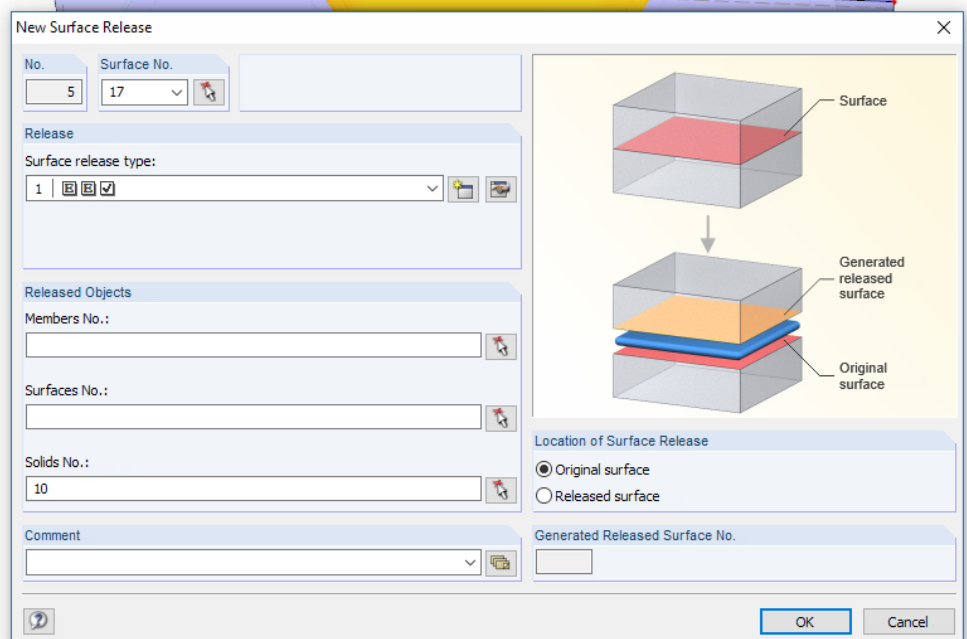 New Surface Release
No.
Surface No.
5
17
Release
Surface release type:
1
Released Objects
Members No.:
Surfaces No.:
Solids No.:
10
Comment
Surface
Generated
released
surface
Original
surface
Location of Surface Release
Original surface
Released surface
Generated Released Surface No.
OK
Cancel